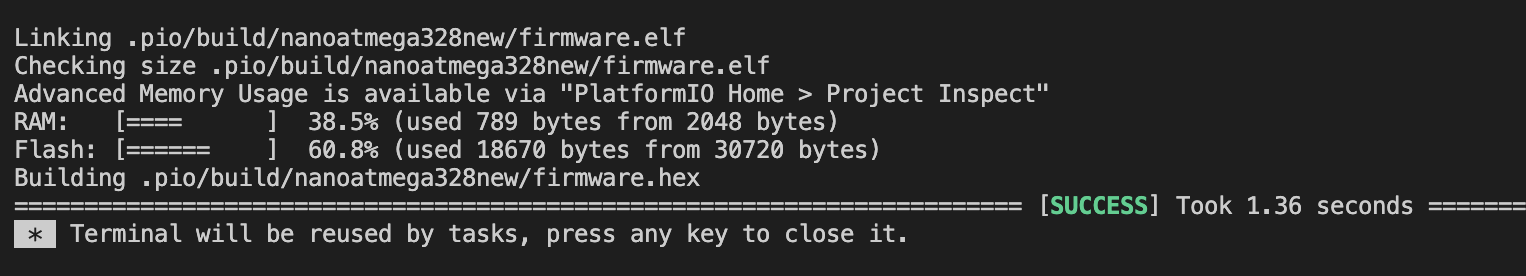 Linking .pio/build/nanoatmega328new/firmware.elf
Checking size .pio/build/nanoatmega328new/firmware.elf
Advanced Memory Usage is available via "PlatformIO Home > Project Inspect"
RAM:   [====      ]  38.5% (used 789 bytes from 2048 bytes)
Flash: [======    ]  60.8% (used 18670 bytes from 30720 bytes)
Building .pio/build/nanoatmega328new/firmware.hex
======================================================================== [SUCCESS] Took 1.36 seconds =======
 *  Terminal will be reused by tasks, press any key to close it.